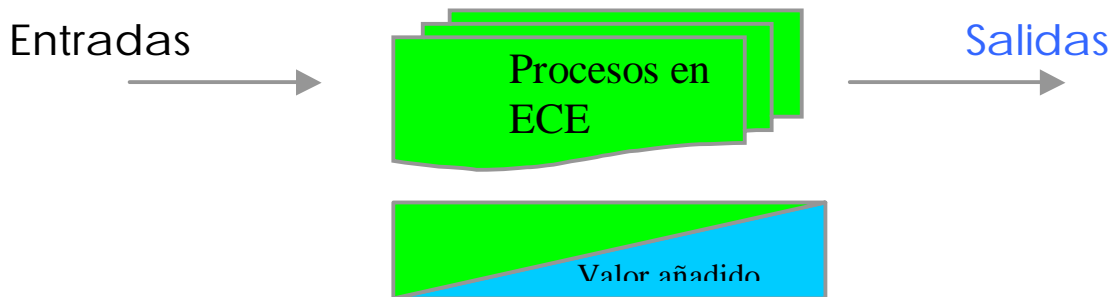 Entradas
Procesos en
ECE
Salidas
Valor añadido